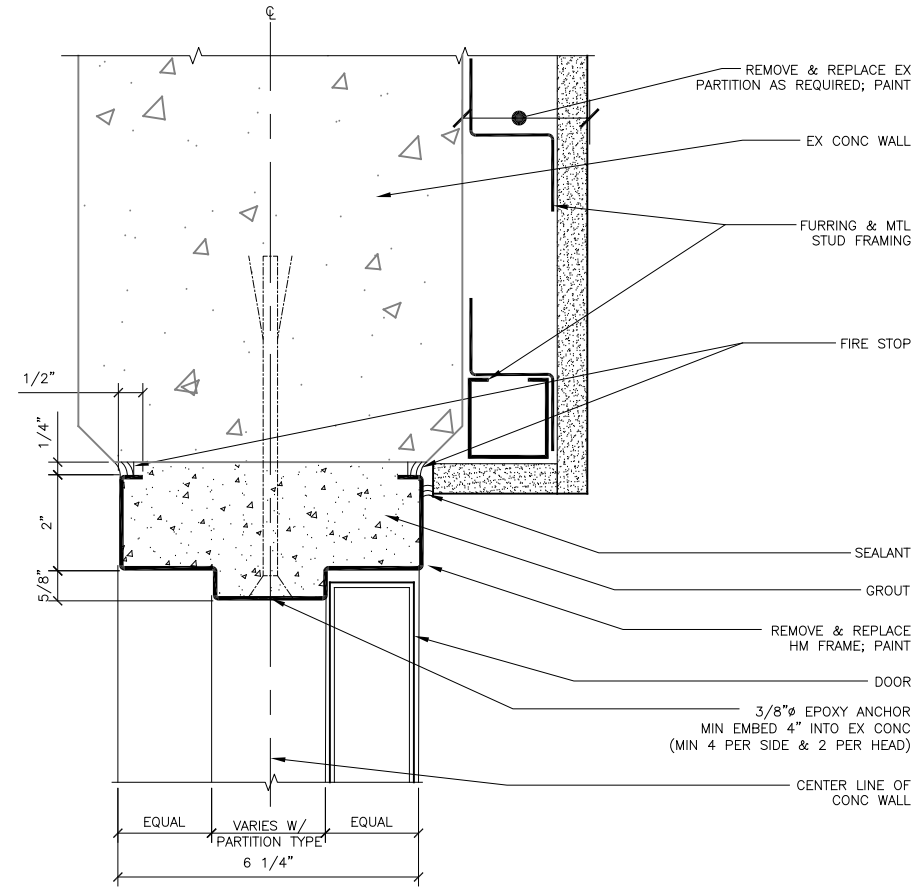 ℄
REMOVE & REPLACE EX
PARTITION AS REQUIRED; PAINT
EX CONC WALL
FURRING & MTL
STUD FRAMING
FIRE STOP
1/2"
1/4"
2"
5/8"
SEALANT
GROUT
REMOVE & REPLACE
HM FRAME; PAINT
DOOR
3/8"ø EPOXY ANCHOR
MIN EMBED 4" INTO EX CONC
(MIN 4 PER SIDE & 2 PER HEAD)
CENTER LINE OF
CONC WALL
EQUAL
VARIES W/
PARTITION TYPE
EQUAL
6 1/4"